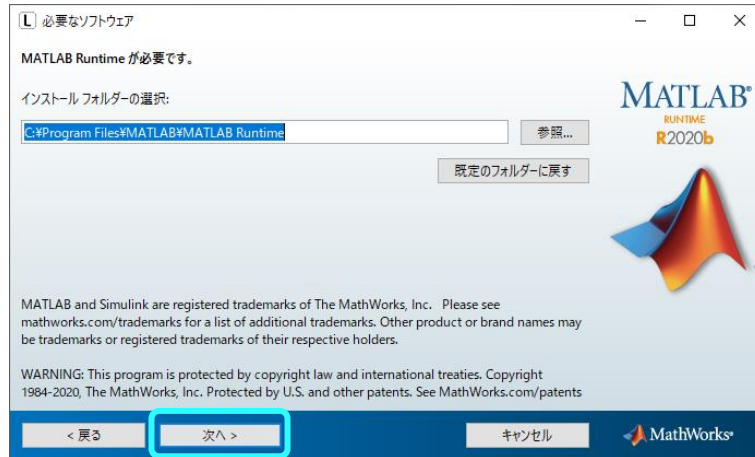 L 必要なソフトウェア
MATLAB Runtime が必要です。
インストール フォルダーの選択:
C:¥Program Files¥MATLAB¥MATLAB Runtime
参照...
既定のフォルダーに戻す
MATLAB®
RUNTIME
R2020b
MATLAB and Simulink are registered trademarks of The MathWorks, Inc. Please see
mathworks.com/trademarks for a list of additional trademarks. Other product or brand names may
be trademarks or registered trademarks of their respective holders.
WARNING: This program is protected by copyright law and international treaties. Copyright
1984-2020, The MathWorks, Inc. Protected by U.S. and other patents. See MathWorks.com/patents
< 戻る
次へ >
キャンセル
MathWorks®